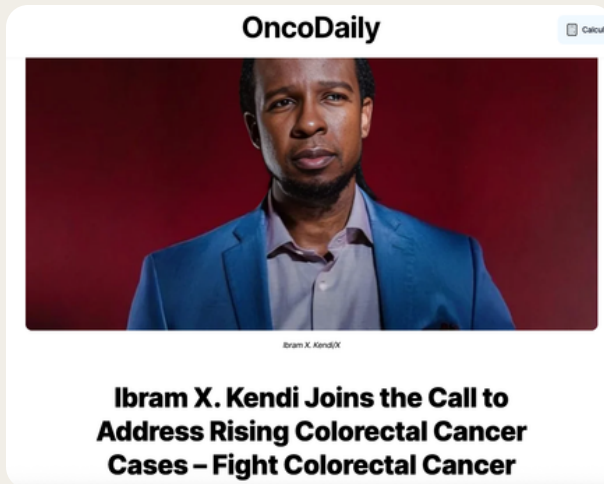 OncoDaily
Ibram X. Kendi/X
Ibram X. Kendi Joins the Call to
Address Rising Colorectal Cancer
Cases – Fight Colorectal Cancer